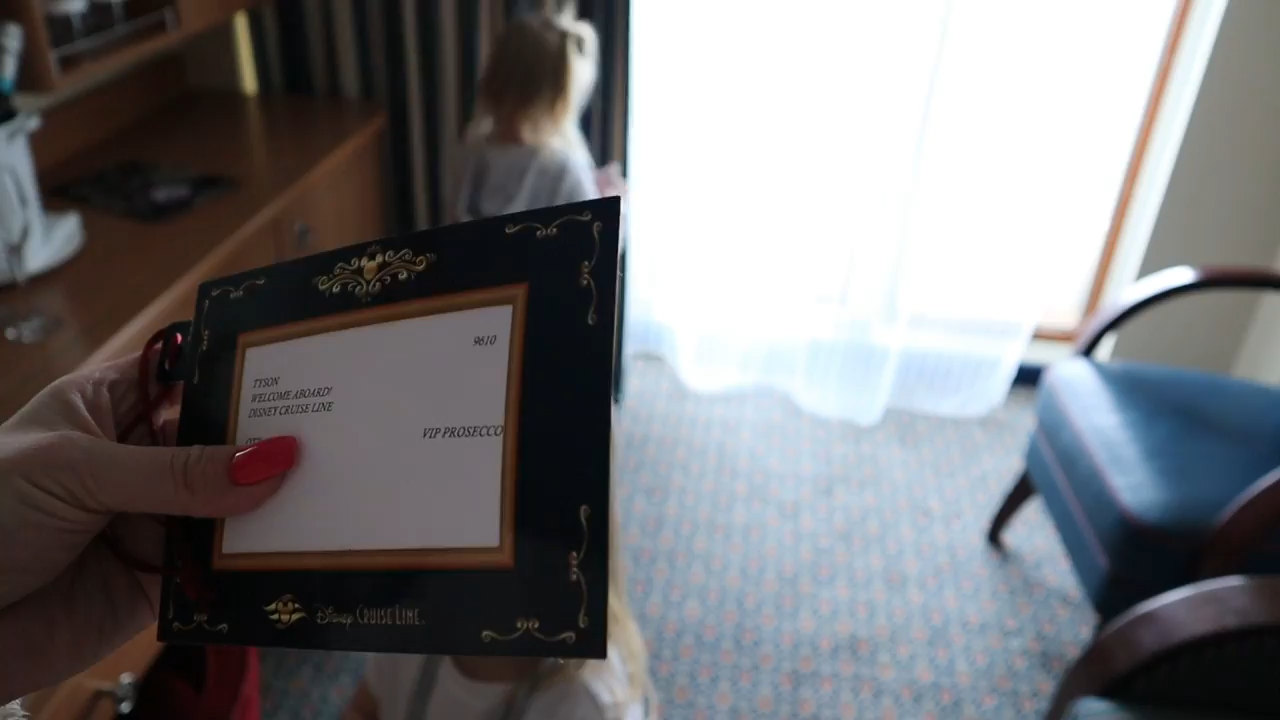 9610
TYSON
WELCOME ABOARD!
DISNEY CRUISE LINE
VIP PROSECCO
Disney CRUISE LINE